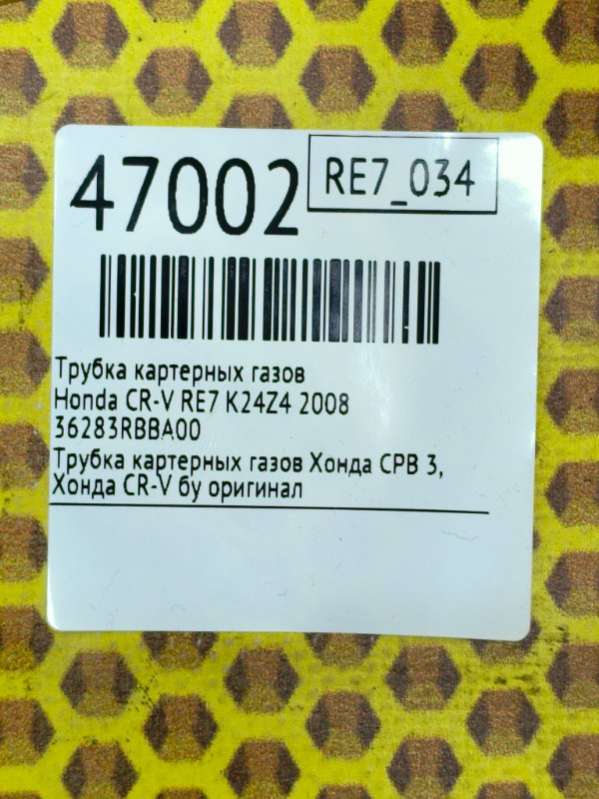 47002
RE7_034
Трубка картерных газов
Honda CR-V RE7 K24Z4 2008
36283RBBA00
Трубка картерных газов Хонда СРВ 3,
Хонда CR-V бу оригинал